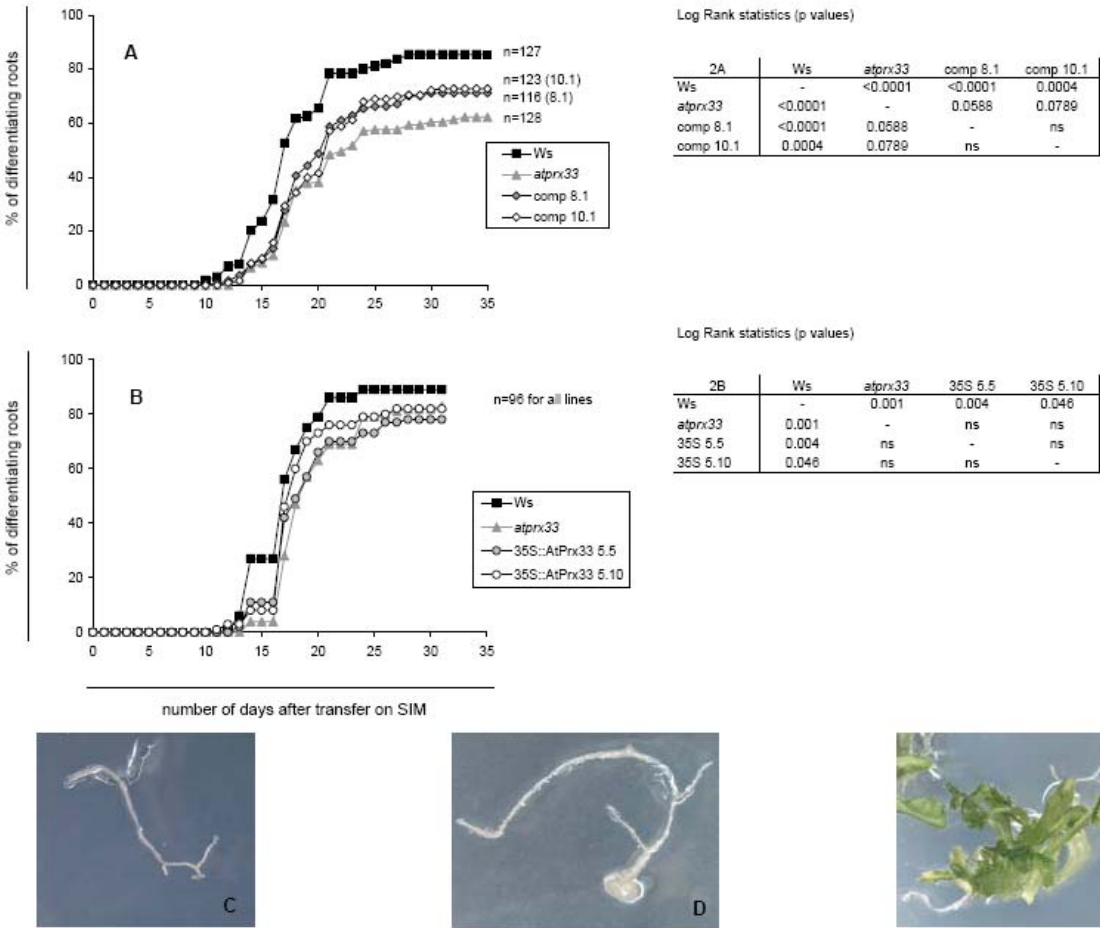 Log Rank statistics (p values)
% of differentiating roots
100
80
60
40
20
0
A
n=127
n=123 (10.1)
n=116 (8.1)
n=128
Ws
atprx33
comp 8.1
comp 10.1
0 5 10 15 20 25 30 35
2A Ws atprx33 comp 8.1 comp 10.1
Ws - <0.0001 <0.0001 0.0004
atprx33 <0.0001 - 0.0588 0.0789
comp 8.1 <0.0001 0.0588 - ns
comp 10.1 0.0004 0.0789 ns -
% of differentiating roots
100
80
60
40
20
0
B
n=96 for all lines
Ws
atprx33
35S::AtPrx33 5.5
35S::AtPrx33 5.10
0 5 10 15 20 25 30 35
number of days after transfer on SIM
Log Rank statistics (p values)
2B Ws atprx33 35S 5.5 35S 5.10
Ws - 0.001 0.004 0.046
atprx33 0.001 - ns ns
35S 5.5 0.004 ns - ns
35S 5.10 0.046 ns ns -
C
D